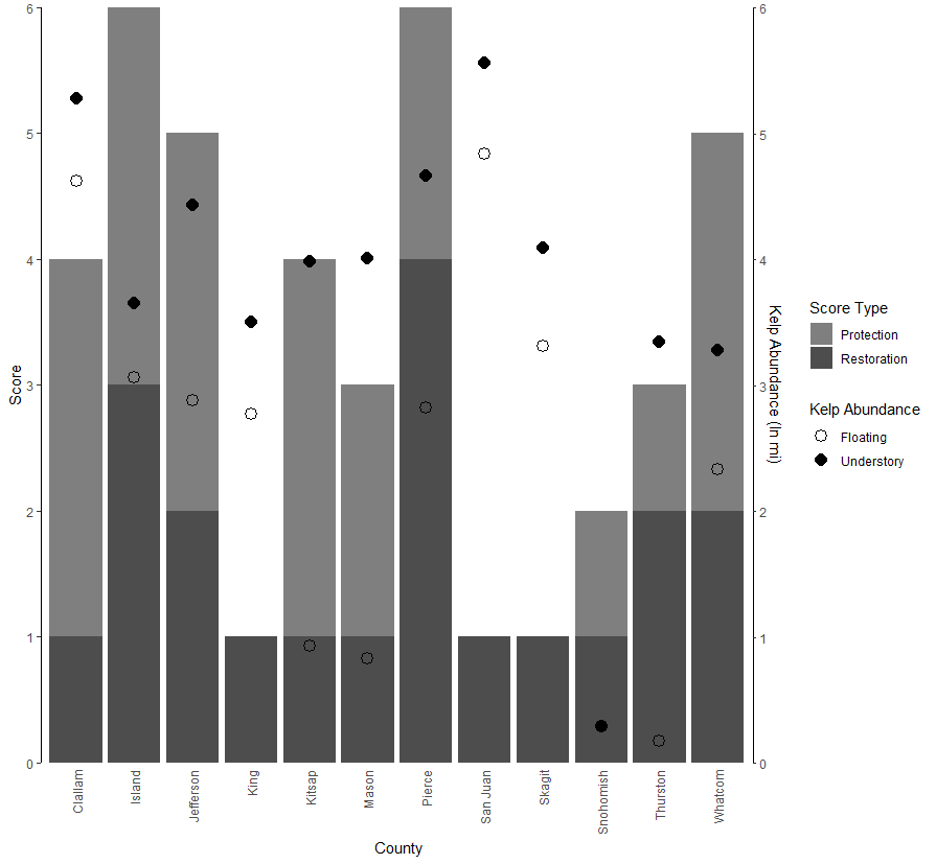 6
5
4
3
2
1
0
Score
6
5
4
3
2
1
0
Kelp Abundance (ln mi)
Clallam
Island
Jefferson
King
Kitsap
Mason
Pierce
San Juan
Skagit
Snohomish
Thurston
Whatcom
County
Score Type
Protection
Restoration
Kelp Abundance
Floating
Understory